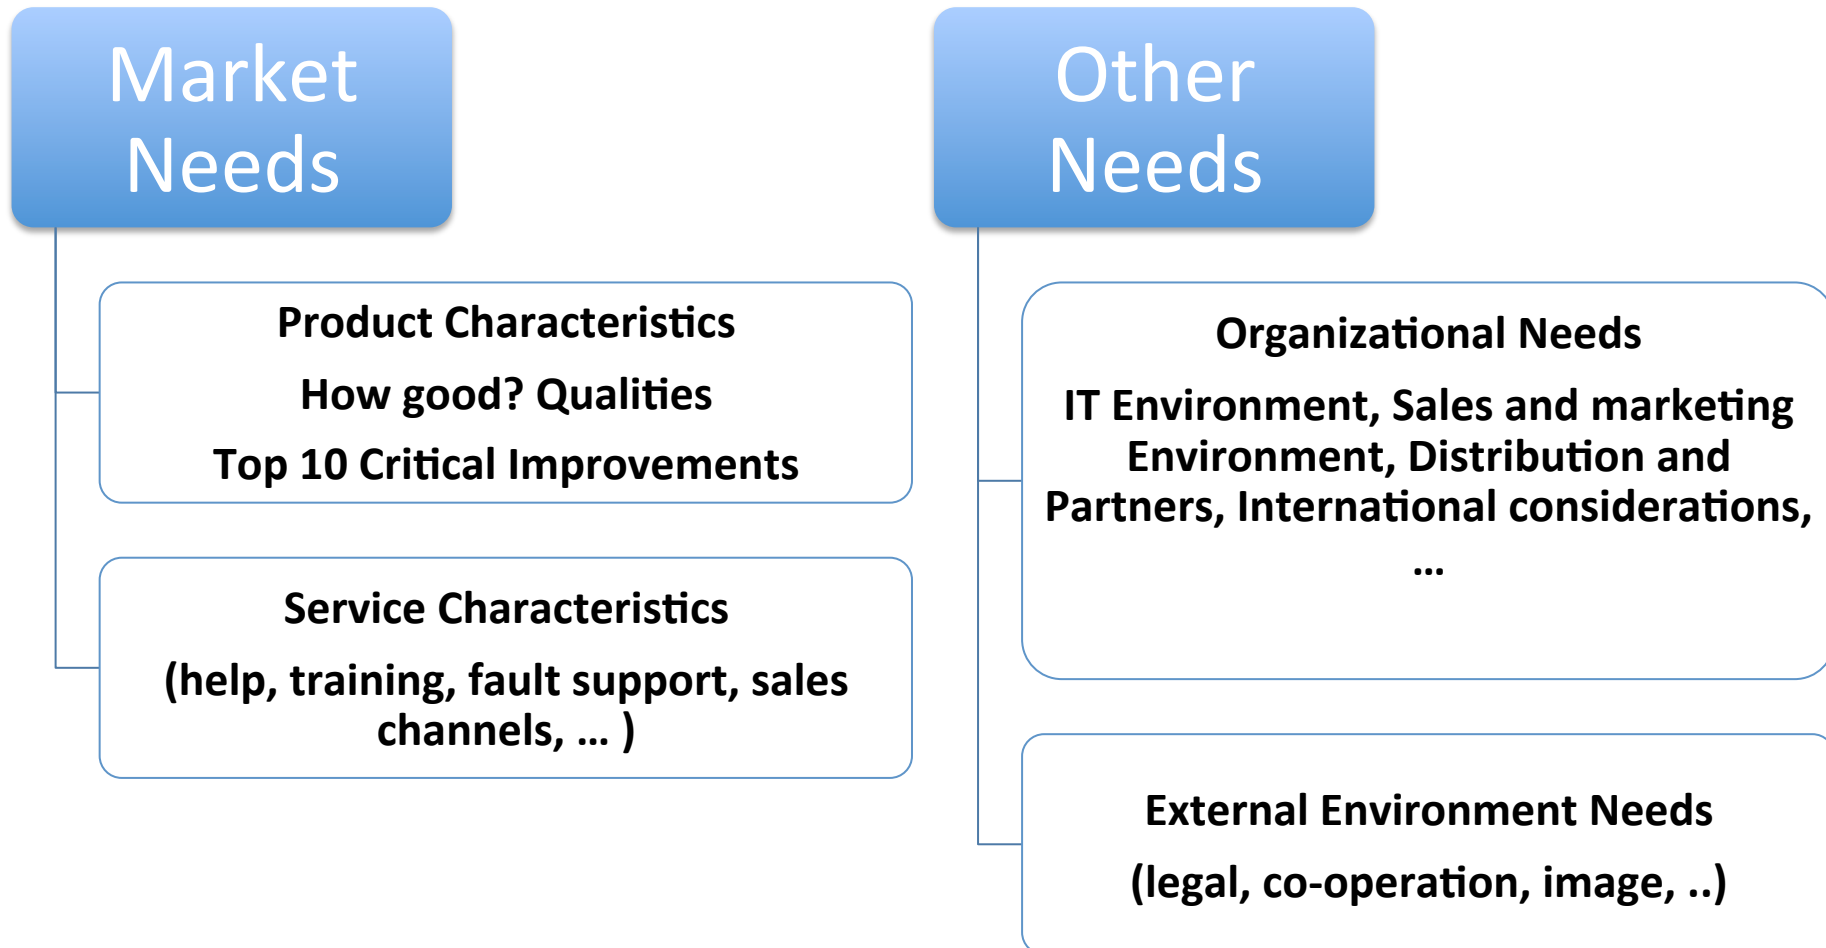 Market
Needs
Product Characteristics
How good? Qualities
Top 10 Critical Improvements
Service Characteristics
(help, training, fault support, sales
channels, … )
Other
Needs
Organizational Needs
IT Environment, Sales and marketing
Environment, Distribution and
Partners, International considerations,
…
External Environment Needs
(legal, co-operation, image, ..)